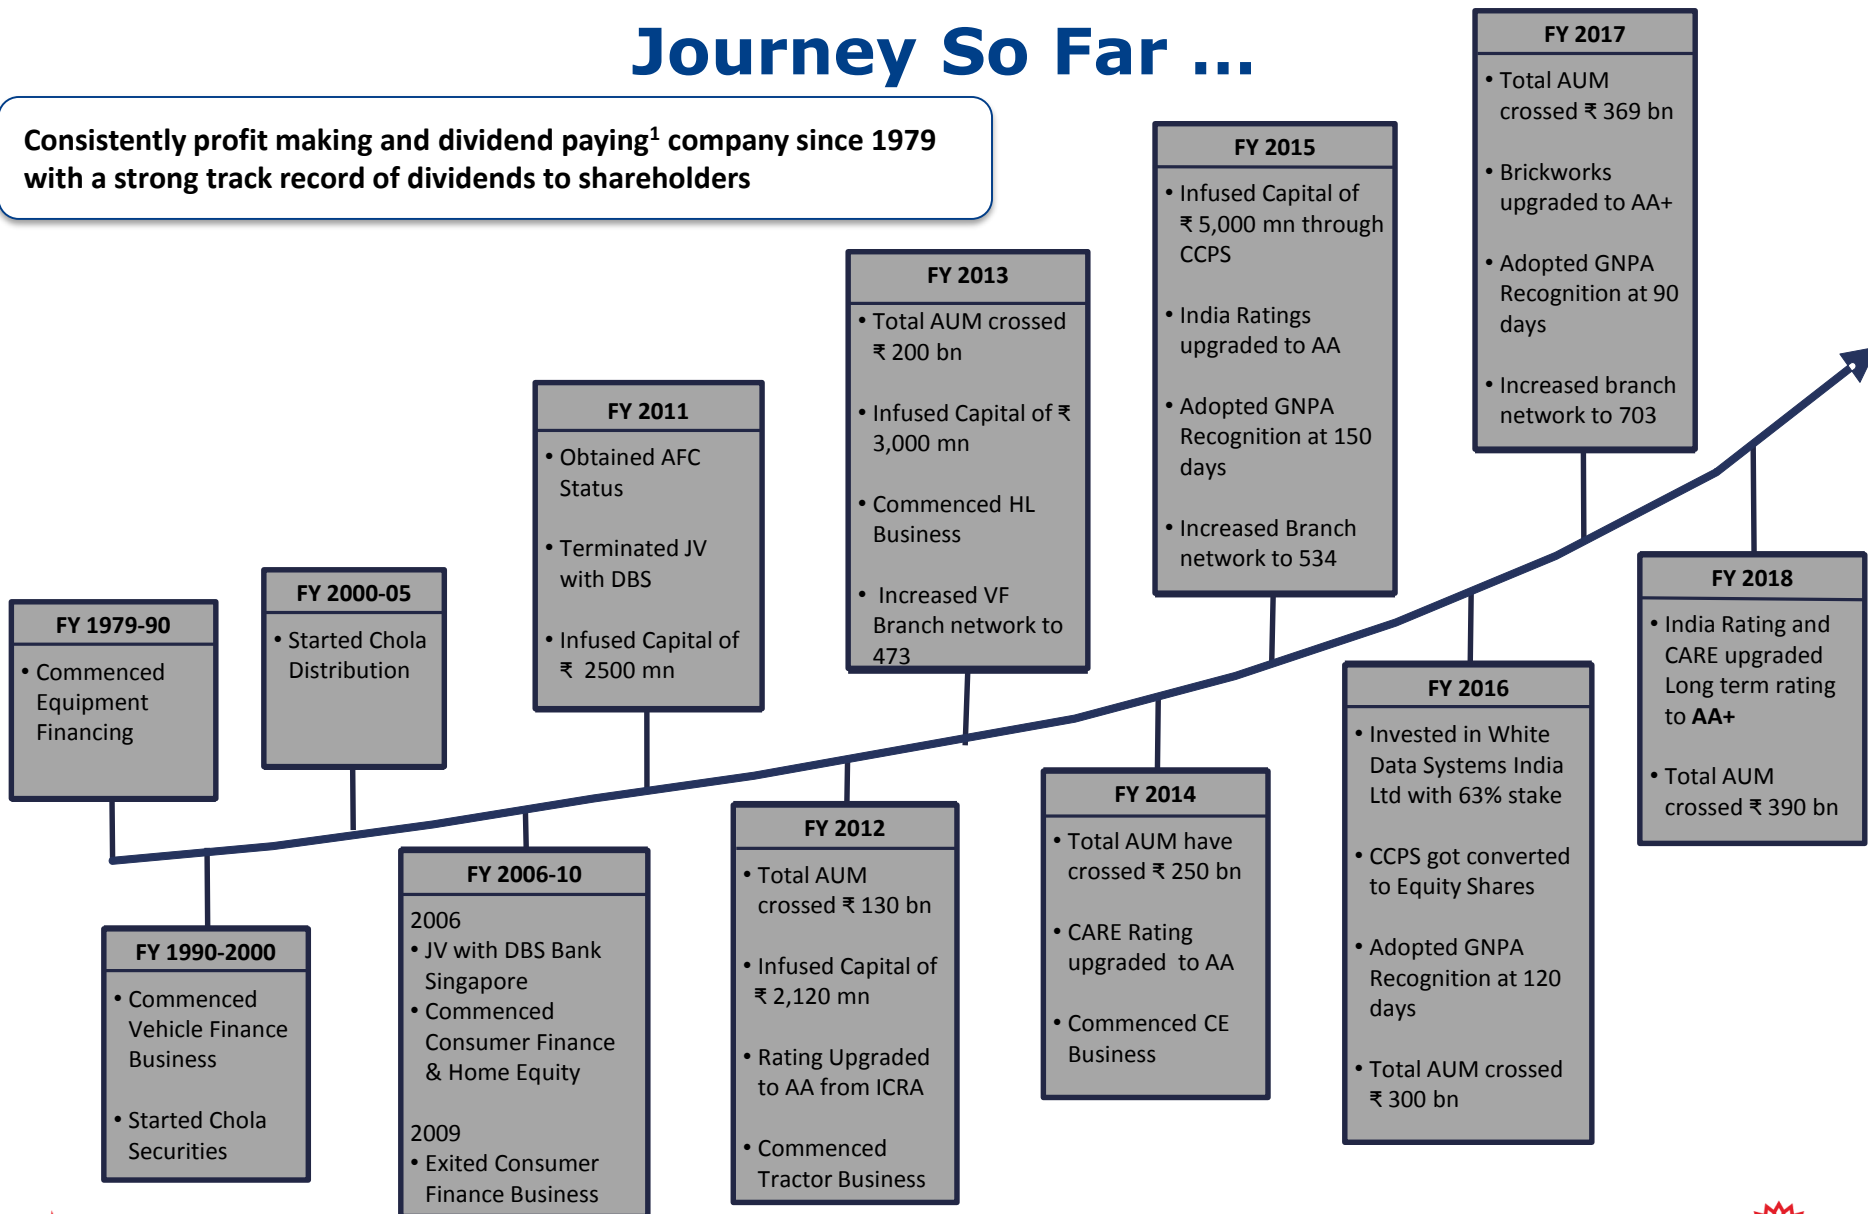 Journey So Far ...
Consistently profit making and dividend paying1 company since 1979
with a strong track record of dividends to shareholders
FY 1979-90
• Commenced
Equipment
Financing
FY 1990-2000
• Commenced
Vehicle Finance
Business
• Started Chola
Securities
FY 2000-05
• Started Chola
Distribution
FY 2006-10
2006
• JV with DBS Bank
Singapore
• Commenced
Consumer Finance
& Home Equity
2009
• Exited Consumer
Finance Business
FY 2011
• Obtained AFC
Status
• Terminated JV
with DBS
• Infused Capital of
₹ 2500 mn
FY 2012
• Total AUM
crossed ₹ 130 bn
• Infused Capital of
₹ 2,120 mn
• Rating Upgraded
to AA from ICRA
• Commenced
Tractor Business
FY 2013
• Total AUM crossed
₹ 200 bn
• Infused Capital of ₹
3,000 mn
• Commenced HL
Business
• Increased VF
Branch network to
473
FY 2014
• Total AUM have
crossed ₹ 250 bn
• CARE Rating
upgraded to AA
• Commenced CE
Business
FY 2015
• Infused Capital of
₹ 5,000 mn through
CCPS
• India Ratings
upgraded to AA
• Adopted GNPA
Recognition at 150
days
• Increased Branch
network to 534
FY 2016
• Invested in White
Data Systems India
Ltd with 63% stake
• CCPS got converted
to Equity Shares
• Adopted GNPA
Recognition at 120
days
• Total AUM crossed
₹ 300 bn
FY 2017
• Total AUM
crossed ₹ 369 bn
• Brickworks
upgraded to AA+
• Adopted GNPA
Recognition at 90
days
• Increased branch
network to 703
FY 2018
• India Rating and
CARE upgraded
Long term rating
to AA+
• Total AUM
crossed ₹ 390 bn